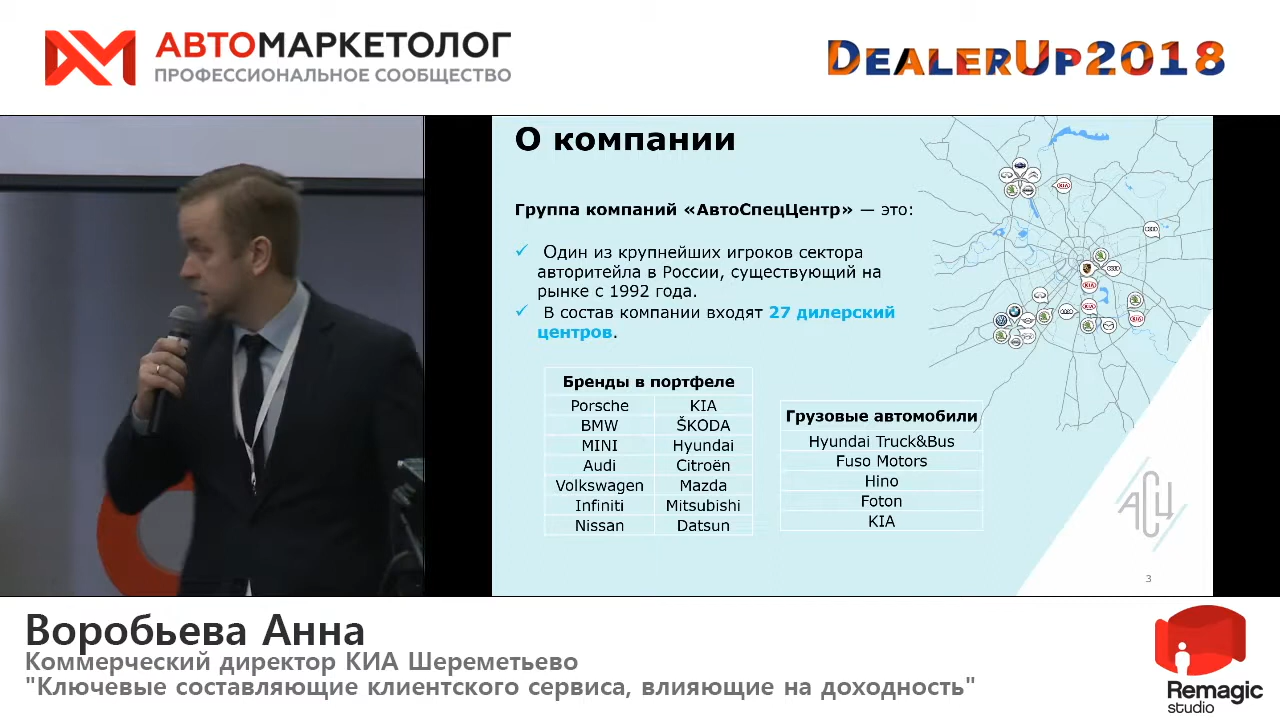 АВТОМАРКЕТОЛОГ
ПРОФЕССИОНАЛЬНОЕ СООБЩЕСТВО
DEALERUP2018
О компании
Группа компаний «АвтоСпецЦентр» — это:
✓ Один из крупнейших игроков сектора
авторитейла в России, существующий на
рынке с 1992 года.
✓ В состав компании входят 27 дилерский
центров.
Бренды в портфеле
Porsche KIA
BMW ŠKODA
MINI Hyundai
Audi Citroën
Volkswagen Mazda
Infiniti Mitsubishi
Nissan Datsun
Грузовые автомобили
Hyundai Truck&Bus
Fuso Motors
Hino
Foton
KIA
АСЦ
3
Воробьева Анна
Коммерческий директор КИА Шереметьево
"Ключевые составляющие клиентского сервиса, влияющие на доходность"
Remagic
studio